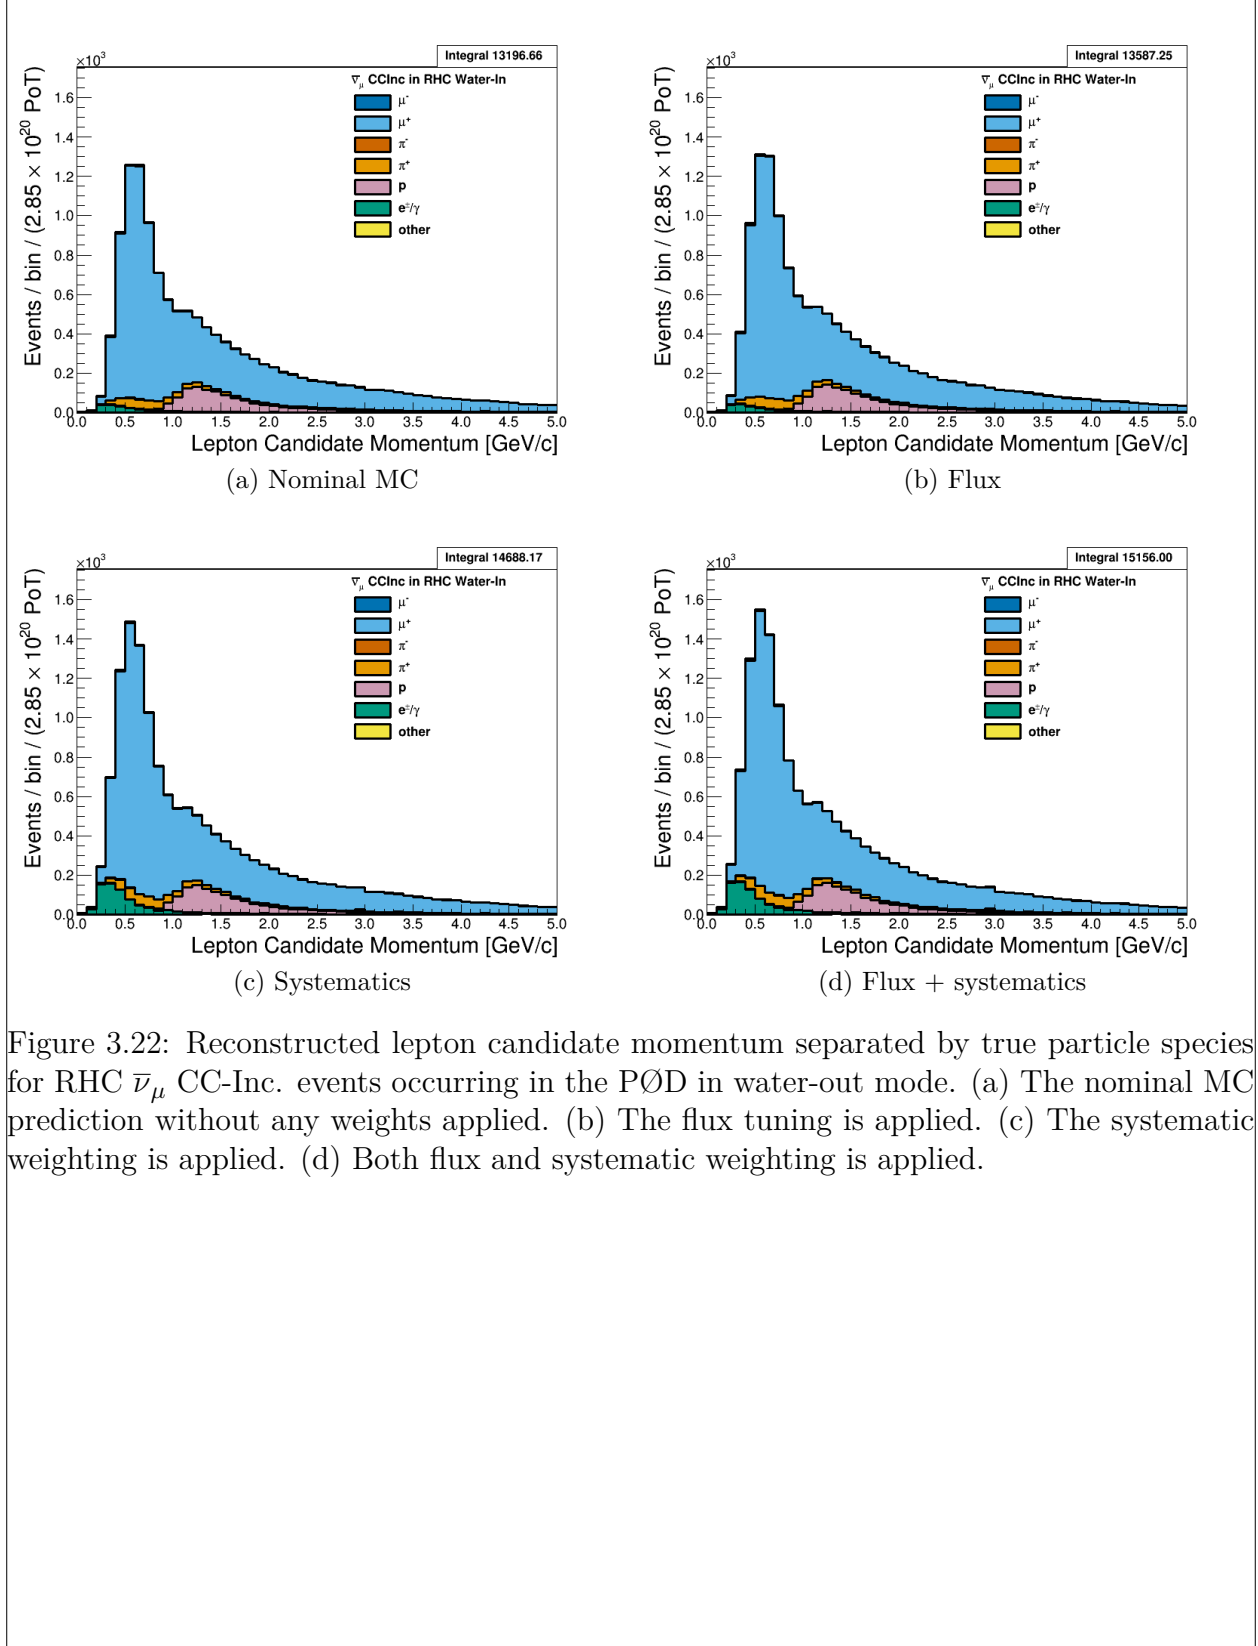 Integral 13196.66
×10³
ν̅μ CCInc in RHC Water-In
μ⁻
μ⁺
π⁻
π⁺
p
e±/γ
other
Events / bin / (2.85 × 10²⁰ PoT)
1.6
1.4
1.2
1.0
0.8
0.6
0.4
0.2
0.0
0.0 0.5 1.0 1.5 2.0 2.5 3.0 3.5 4.0 4.5 5.0
Lepton Candidate Momentum [GeV/c]
(a) Nominal MC
Integral 13587.25
×10³
ν̅μ CCInc in RHC Water-In
μ⁻
μ⁺
π⁻
π⁺
p
e±/γ
other
Events / bin / (2.85 × 10²⁰ PoT)
1.6
1.4
1.2
1.0
0.8
0.6
0.4
0.2
0.0
0.0 0.5 1.0 1.5 2.0 2.5 3.0 3.5 4.0 4.5 5.0
Lepton Candidate Momentum [GeV/c]
(b) Flux
Integral 14688.17
×10³
ν̅μ CCInc in RHC Water-In
μ⁻
μ⁺
π⁻
π⁺
p
e±/γ
other
Events / bin / (2.85 × 10²⁰ PoT)
1.6
1.4
1.2
1.0
0.8
0.6
0.4
0.2
0.0
0.0 0.5 1.0 1.5 2.0 2.5 3.0 3.5 4.0 4.5 5.0
Lepton Candidate Momentum [GeV/c]
(c) Systematics
Integral 15156.00
×10³
ν̅μ CCInc in RHC Water-In
μ⁻
μ⁺
π⁻
π⁺
p
e±/γ
other
Events / bin / (2.85 × 10²⁰ PoT)
1.6
1.4
1.2
1.0
0.8
0.6
0.4
0.2
0.0
0.0 0.5 1.0 1.5 2.0 2.5 3.0 3.5 4.0 4.5 5.0
Lepton Candidate Momentum [GeV/c]
(d) Flux + systematics
Figure 3.22: Reconstructed lepton candidate momentum separated by true particle species
for RHC ν̅μ CC-Inc. events occurring in the PØD in water-out mode. (a) The nominal MC
prediction without any weights applied. (b) The flux tuning is applied. (c) The systematic
weighting is applied. (d) Both flux and systematic weighting is applied.